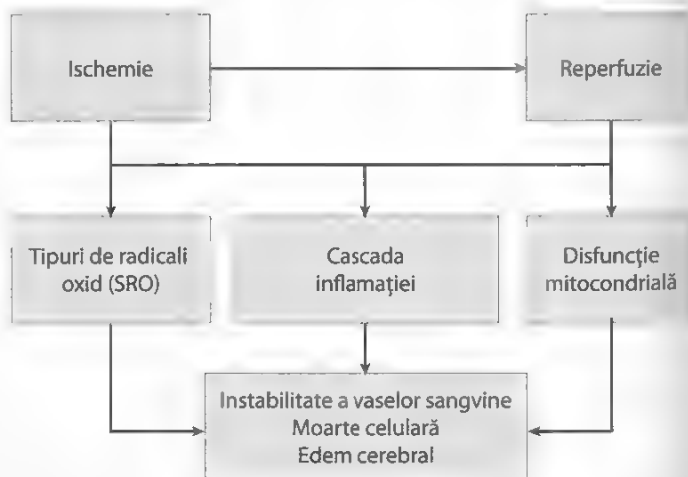 Ischemie
Reperfuzie
Tipuri de radicali
oxid (SRO)
Cascada
inflamației
Disfuncție
mitocondrială
Instabilitate a vaselor sangvine
Moarte celulară
Edem cerebral